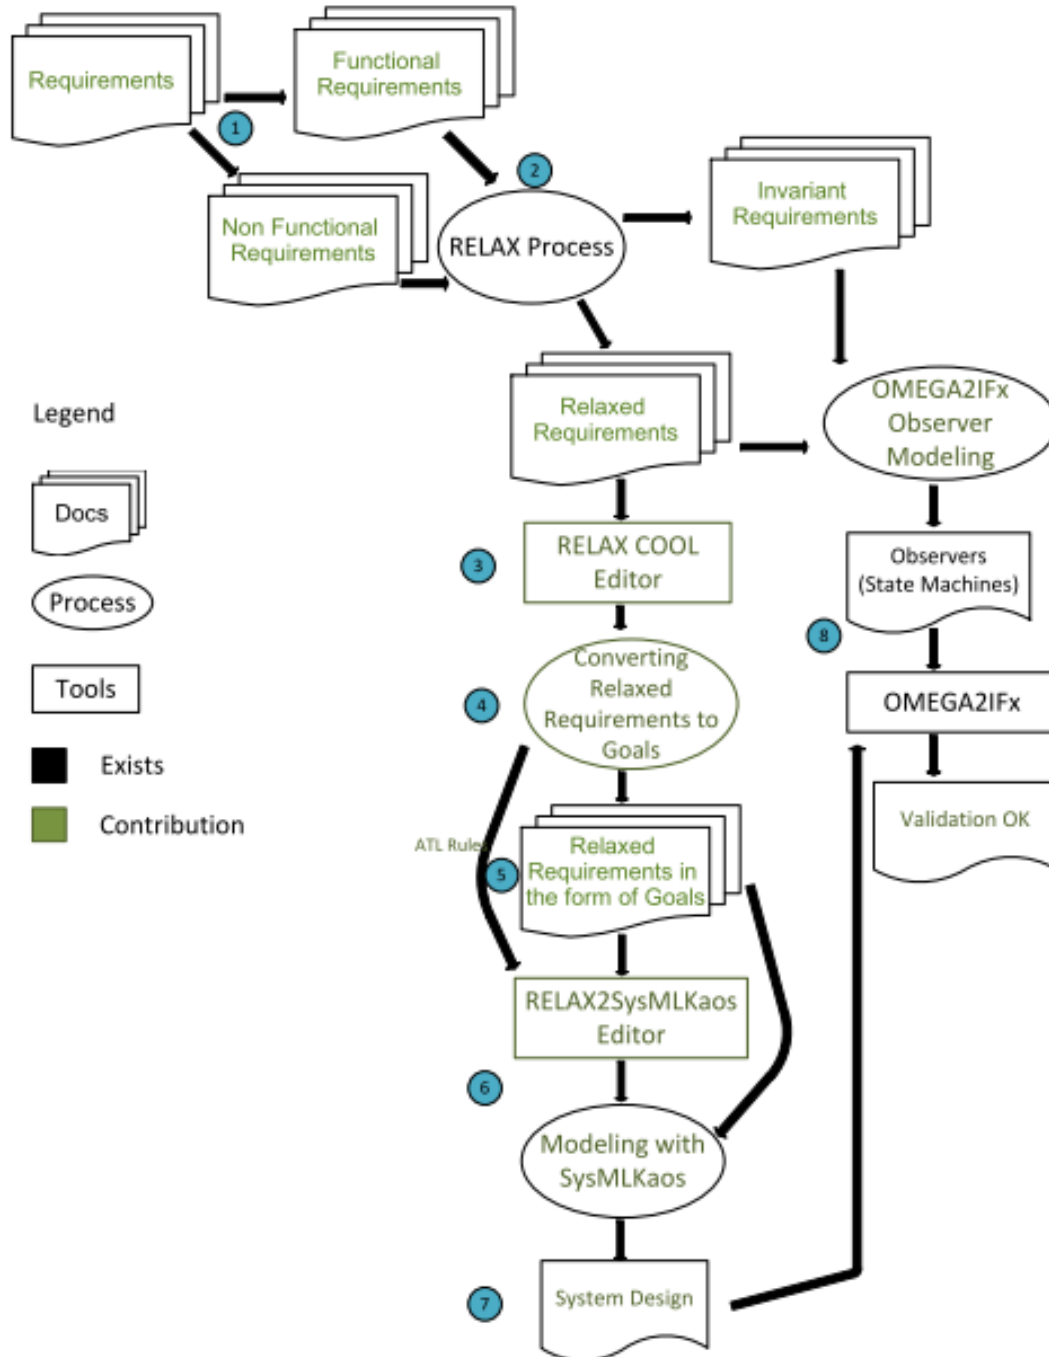 Requirements
Functional
Requirements
1
2
Non Functional
Requirements
RELAX Process
Invariant
Requirements
Relaxed
Requirements
OMEGA2IFx
Observer
Modeling
Legend
Docs
Process
Tools
Exists
Contribution
3
RELAX COOL
Editor
Observers
(State Machines)
8
4
Converting
Relaxed
Requirements to
Goals
OMEGA2IFx
Validation OK
ATL Rules
5
Relaxed
Requirements in
the form of Goals
RELAX2SysMLKaos
Editor
6
Modeling with
SysMLKaos
7
System Design